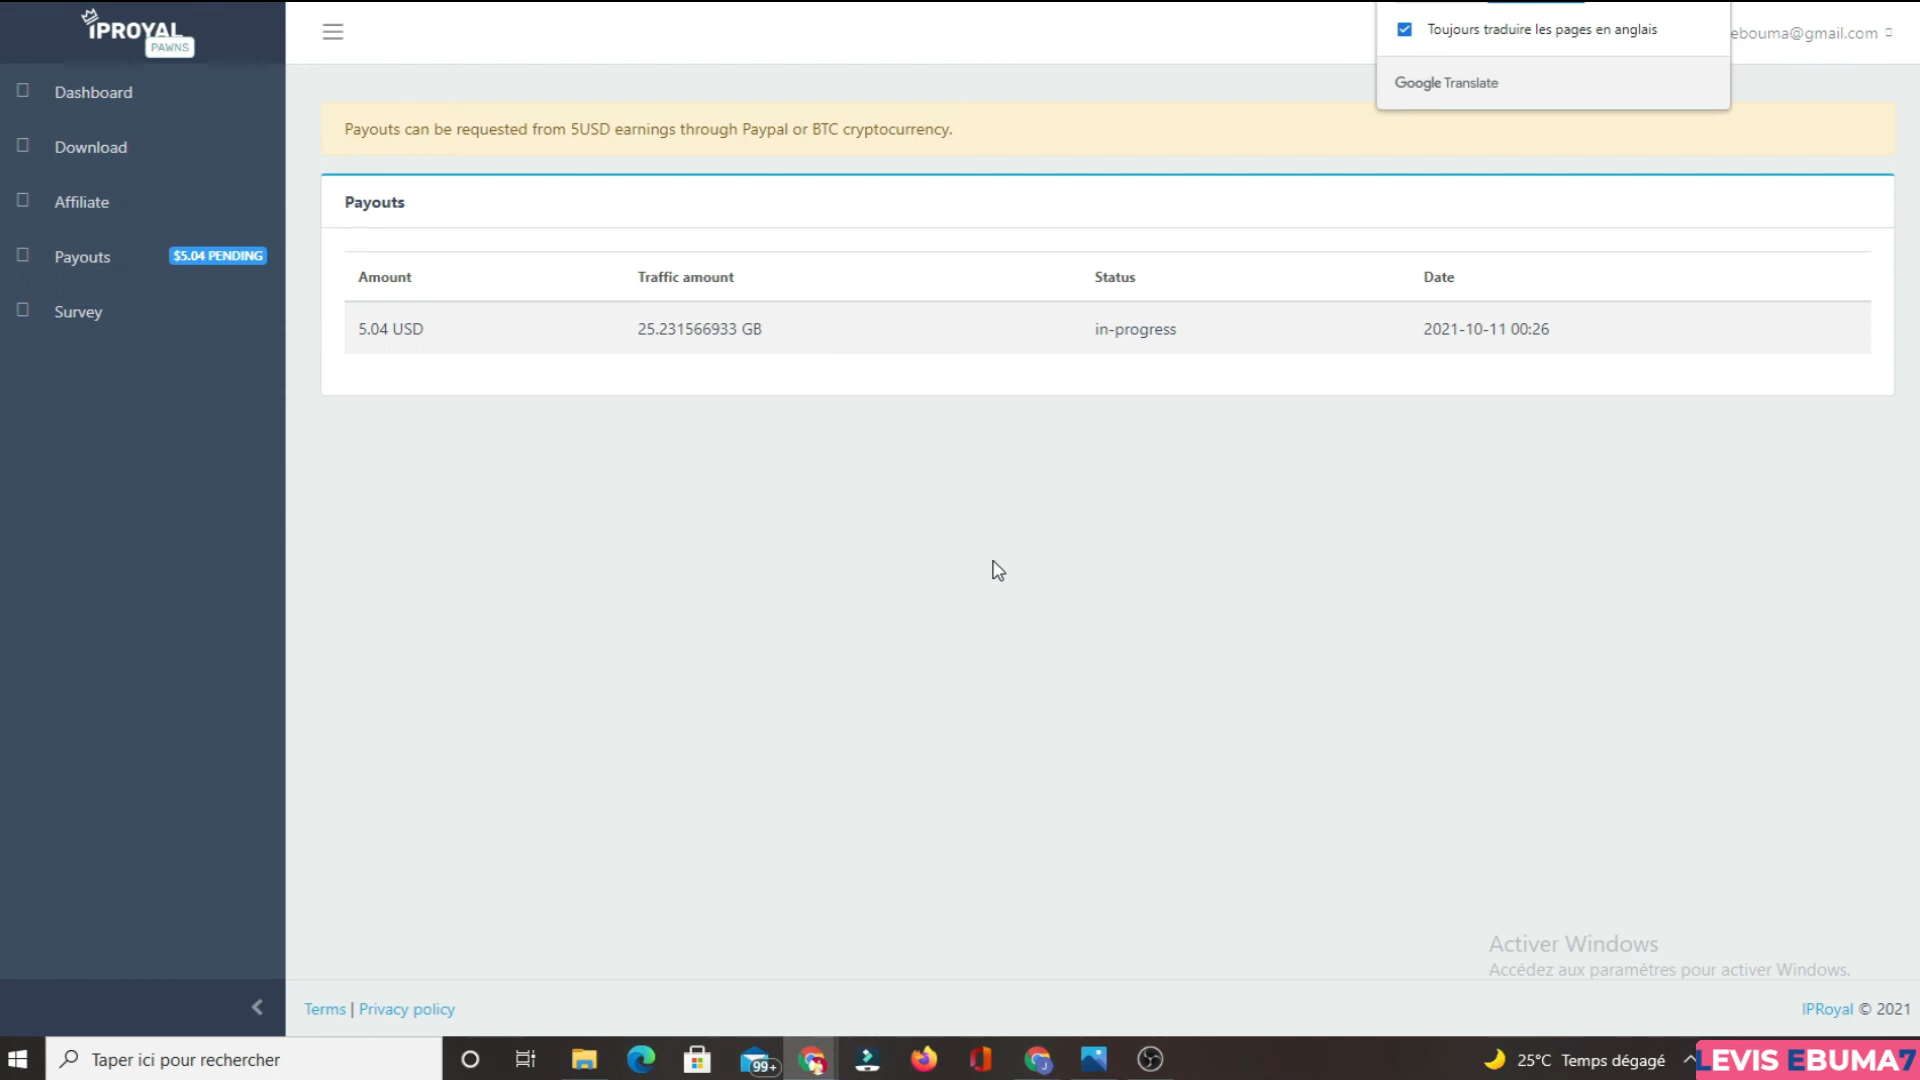 IPROYAL
PAWNS
Toujours traduire les pages en anglais
ebouma@gmail.com
Google Translate
Dashboard
Download
Affiliate
Payouts $5.04 PENDING
Survey
Payouts can be requested from 5USD earnings through Paypal or BTC cryptocurrency.
Payouts
Amount Traffic amount Status Date
5.04 USD 25.231566933 GB in-progress 2021-10-11 00:26
Activer Windows
Accédez aux paramètres pour activer Windows.
Terms | Privacy policy
IPRoyal © 2021
Taper ici pour rechercher
99+
J
25°C Temps dégagé
LEVIS EBUMA7